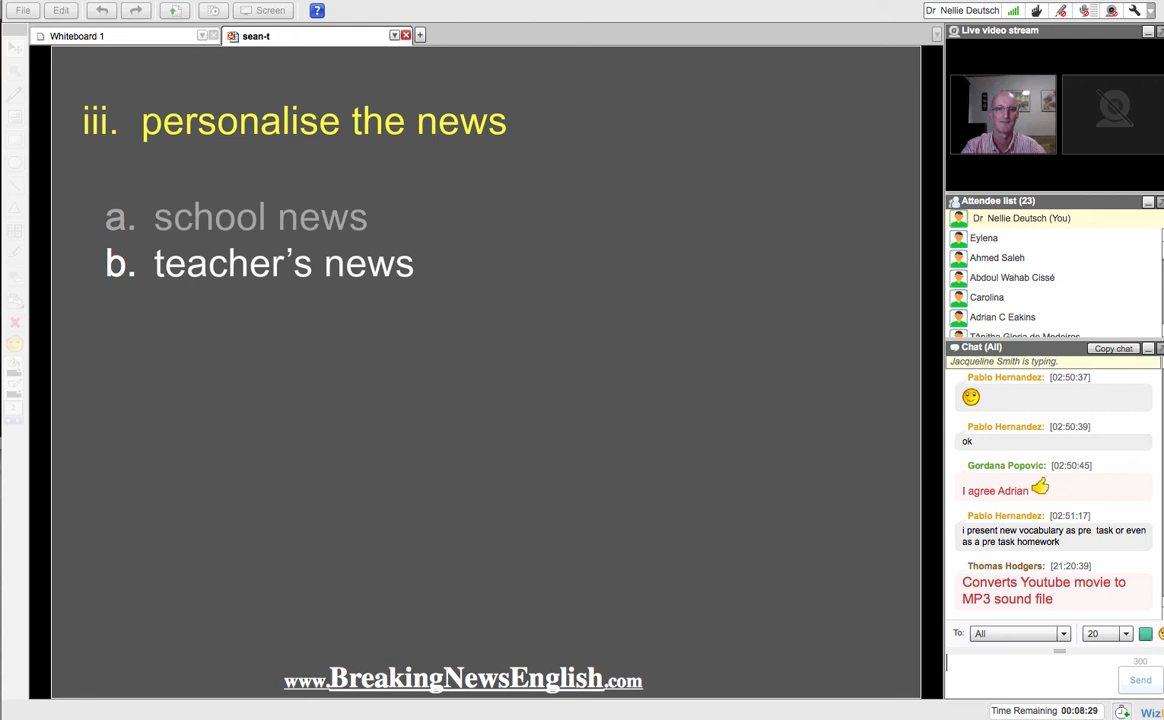 File
Edit
Screen
?
Dr Nellie Deutsch
Whiteboard 1
sean-t
Live video stream
iii. personalise the news
a. school news
b. teacher’s news
www.BreakingNewsEnglish.com
Attendee list (23)
Dr Nellie Deutsch (You)
Eylena
Ahmed Saleh
Abdoul Wahab Cissé
Carolina
Adrian C Eakins
Chat (All)
Copy chat
Jacqueline Smith is typing.
Pablo Hernandez: [02:50:37]
Pablo Hernandez: [02:50:39]
ok
Gordana Popovic: [02:50:45]
I agree Adrian
Pablo Hernandez: [02:51:17]
i present new vocabulary as pre task or even
as a pre task homework
Thomas Hodgers: [21:20:39]
Converts Youtube movie to
MP3 sound file
To: All 20
300
Send
Time Remaining 00:08:29
Wiz
2